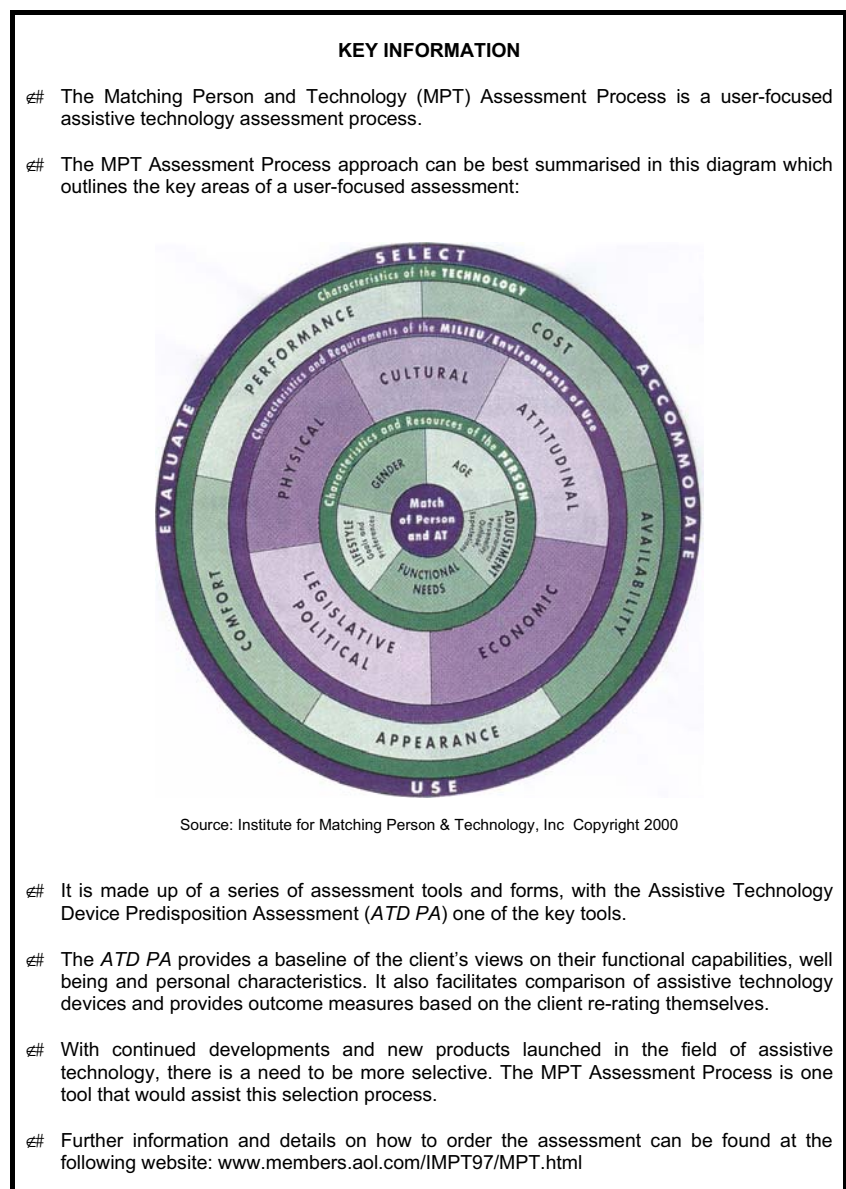 KEY INFORMATION
⋲# The Matching Person and Technology (MPT) Assessment Process is a user-focused
assistive technology assessment process.
⋲# The MPT Assessment Process approach can be best summarised in this diagram which
outlines the key areas of a user-focused assessment:
SELECT
Characteristics of the TECHNOLOGY
PERFORMANCE
COST
Characteristics and Requirements of the MILIEU/Environments of Use
CULTURAL
ACCOMMODATE
EVALUATE
PHYSICAL
ATTITUDINAL
Characteristics and Resources of the PERSON
GENDER
AGE
Match
of Person
and AT
LIFESTYLE
Goals and
Preferences
ADJUSTMENT
Temperament
Personality
Outlook
Expectations
FUNCTIONAL
NEEDS
AVAILABILITY
COMFORT
LEGISLATIVE
POLITICAL
ECONOMIC
APPEARANCE
USE
Source: Institute for Matching Person & Technology, Inc Copyright 2000
⋲# It is made up of a series of assessment tools and forms, with the Assistive Technology
Device Predisposition Assessment (ATD PA) one of the key tools.
⋲# The ATD PA provides a baseline of the client’s views on their functional capabilities, well
being and personal characteristics. It also facilitates comparison of assistive technology
devices and provides outcome measures based on the client re-rating themselves.
⋲# With continued developments and new products launched in the field of assistive
technology, there is a need to be more selective. The MPT Assessment Process is one
tool that would assist this selection process.
⋲# Further information and details on how to order the assessment can be found at the
following website: www.members.aol.com/IMPT97/MPT.html